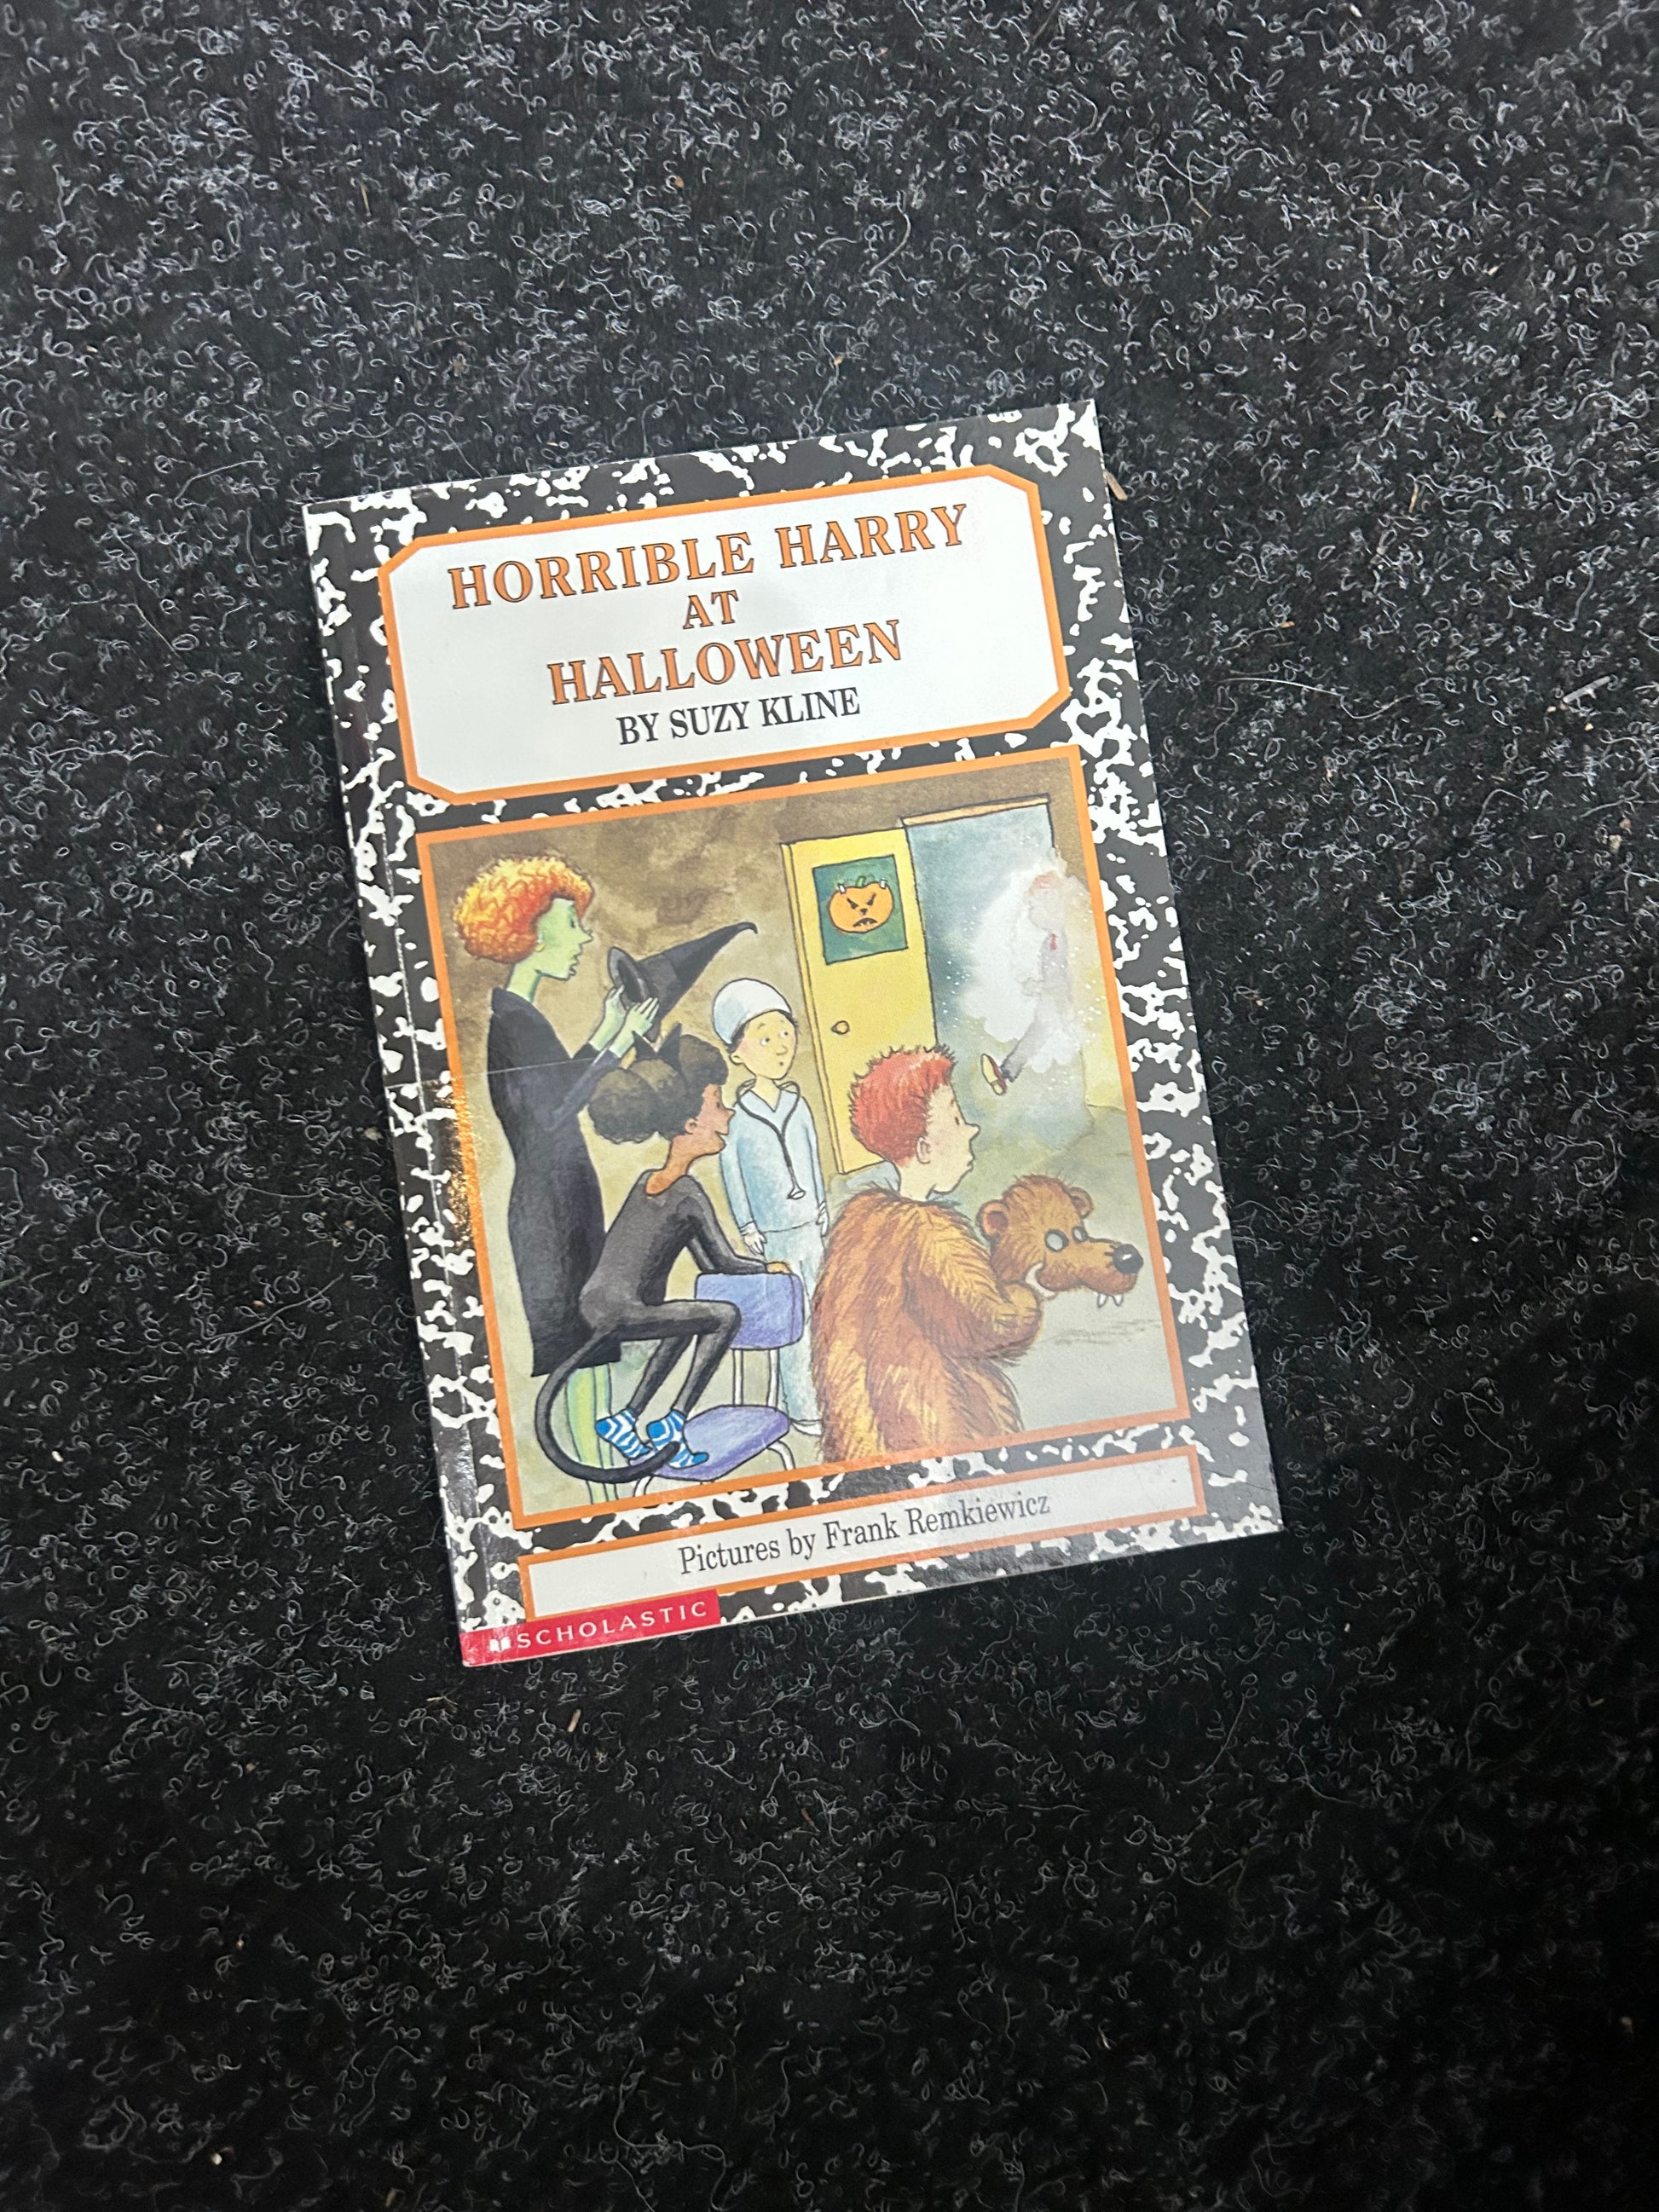 HORRIBLE HARRY
AT
HALLOWEEN
BY SUZY KLINE
Pictures by Frank Remkiewicz
SCHOLASTIC